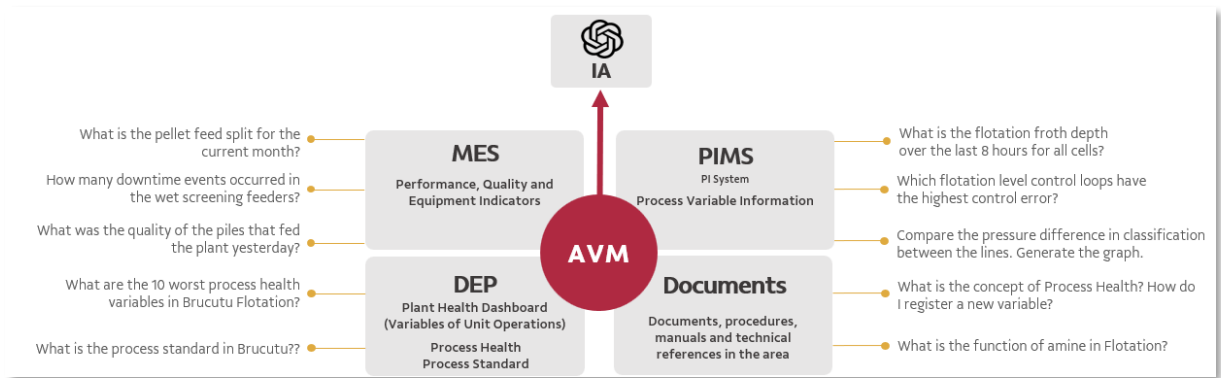 IA
What is the pellet feed split for the
current month?
How many downtime events occurred in
the wet screening feeders?
What was the quality of the piles that fed
the plant yesterday?
What are the 10 worst process health
variables in Brucutu Flotation?
What is the process standard in Brucutu??
MES
Performance, Quality and
Equipment Indicators
PIMS
PI System
Process Variable Information
AVM
DEP
Plant Health Dashboard
(Variables of Unit Operations)
Process Health
Process Standard
Documents
Documents, procedures,
manuals and technical
references in the area
What is the flotation froth depth
over the last 8 hours for all cells?
Which flotation level control loops have
the highest control error?
Compare the pressure difference in classification
between the lines. Generate the graph.
What is the concept of Process Health? How do
I register a new variable?
What is the function of amine in Flotation?